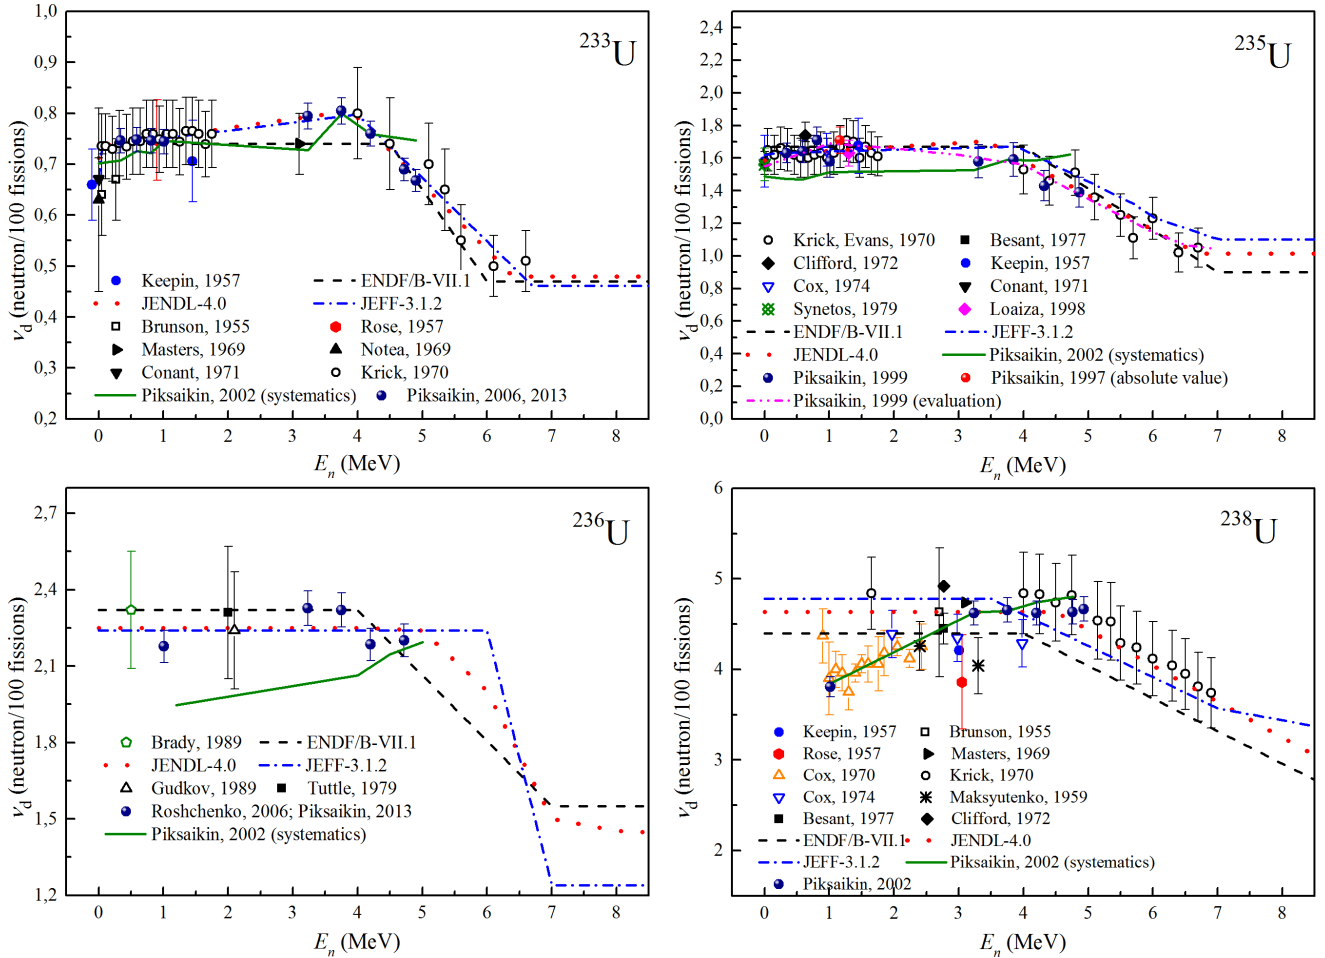 233U
νd (neutron/100 fissions)
1,0
0,9
0,8
0,7
0,6
0,5
0,4
0,3
0,2
Keepin, 1957 ENDF/B-VII.1
JENDL-4.0 JEFF-3.1.2
Brunson, 1955 Rose, 1957
Masters, 1969 Notea, 1969
Conant, 1971 Krick, 1970
Piksaikin, 2002 (systematics) Piksaikin, 2006, 2013
0 1 2 3 4 5 6 7 8
En (MeV)
235U
νd (neutron/100 fissions)
2,4
2,2
2,0
1,8
1,6
1,4
1,2
1,0
0,8
0,6
0,4
0,2
0,0
Krick, Evans, 1970 Besant, 1977
Clifford, 1972 Keepin, 1957
Cox, 1974 Conant, 1971
Synetos, 1979 Loaiza, 1998
ENDF/B-VII.1 JEFF-3.1.2
Piksaikin, 2002 (systematics)
JENDL-4.0
Piksaikin, 1999 Piksaikin, 1997 (absolute value)
Piksaikin, 1999 (evaluation)
0 1 2 3 4 5 6 7 8
En (MeV)
236U
νd (neutron/100 fissions)
2,7
2,4
2,1
1,8
1,5
1,2
Brady, 1989 ENDF/B-VII.1
JENDL-4.0 JEFF-3.1.2
Gudkov, 1989 Tuttle, 1979
Roshchenko, 2006; Piksaikin, 2013
Piksaikin, 2002 (systematics)
0 1 2 3 4 5 6 7 8
En (MeV)
238U
νd (neutron/100 fissions)
6
5
4
3
2
Keepin, 1957 Brunson, 1955
Rose, 1957 Masters, 1969
Cox, 1970 Krick, 1970
Cox, 1974 Maksyutenko, 1959
Besant, 1977 Clifford, 1972
ENDF/B-VII.1 JENDL-4.0
JEFF-3.1.2 Piksaikin, 2002 (systematics)
Piksaikin, 2002
0 1 2 3 4 5 6 7 8
En (MeV)